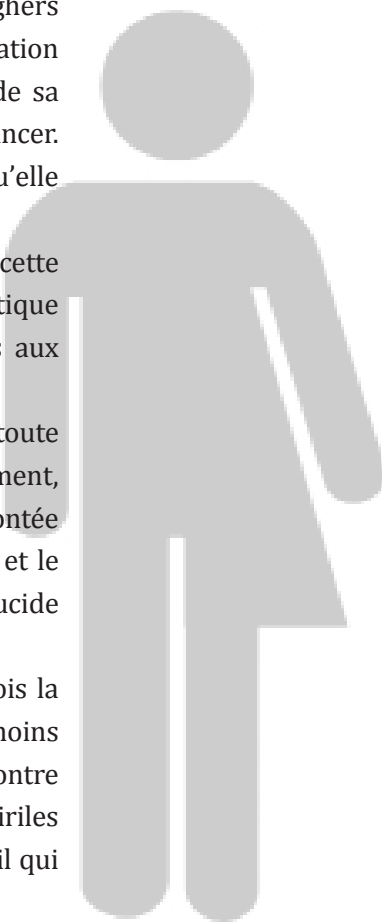 ghers
ation
de sa
ncer.
u'elle
cette
tique
s aux
toute
ment,
ontée
et le
ucide
ois la
moins
ontre
iriles
il qui